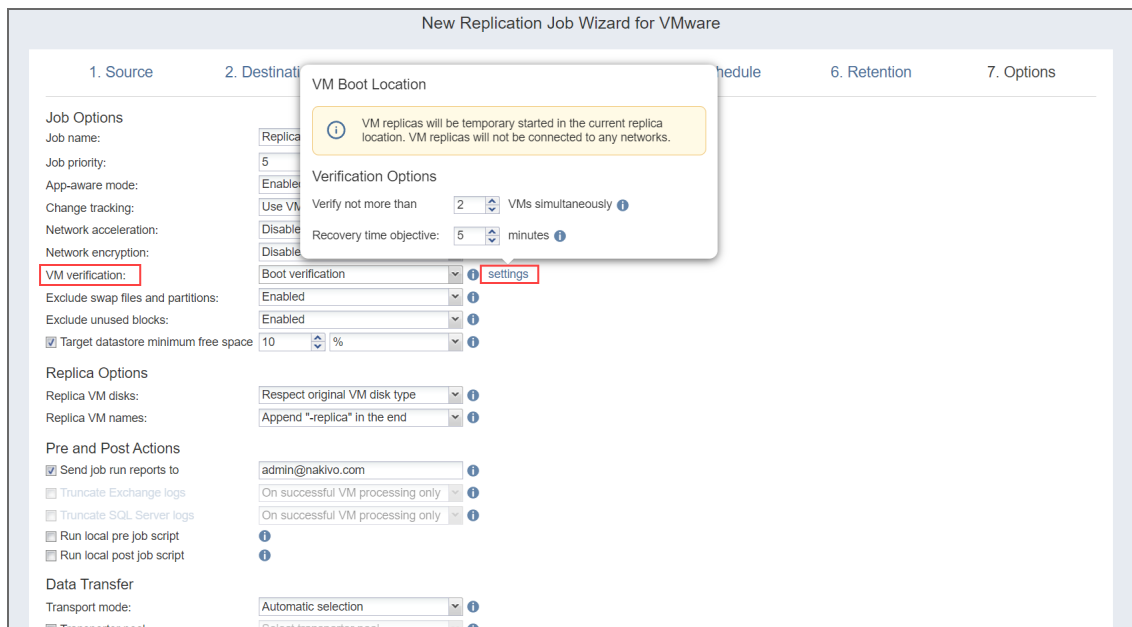 New Replication Job Wizard for VMware
1. Source 2. Destinati hedule 6. Retention 7. Options
VM Boot Location
VM replicas will be temporary started in the current replica
location. VM replicas will not be connected to any networks.
Verification Options
Verify not more than 2 VMs simultaneously
Recovery time objective: 5 minutes
Job Options
Job name: Replica
Job priority: 5
App-aware mode: Enabled
Change tracking: Use VM
Network acceleration: Disable
Network encryption: Disable
VM verification: Boot verification settings
Exclude swap files and partitions: Enabled
Exclude unused blocks: Enabled
Target datastore minimum free space 10 %
Replica Options
Replica VM disks: Respect original VM disk type
Replica VM names: Append "-replica" in the end
Pre and Post Actions
Send job run reports to admin@nakivo.com
Truncate Exchange logs On successful VM processing only
Truncate SQL Server logs On successful VM processing only
Run local pre job script
Run local post job script
Data Transfer
Transport mode: Automatic selection